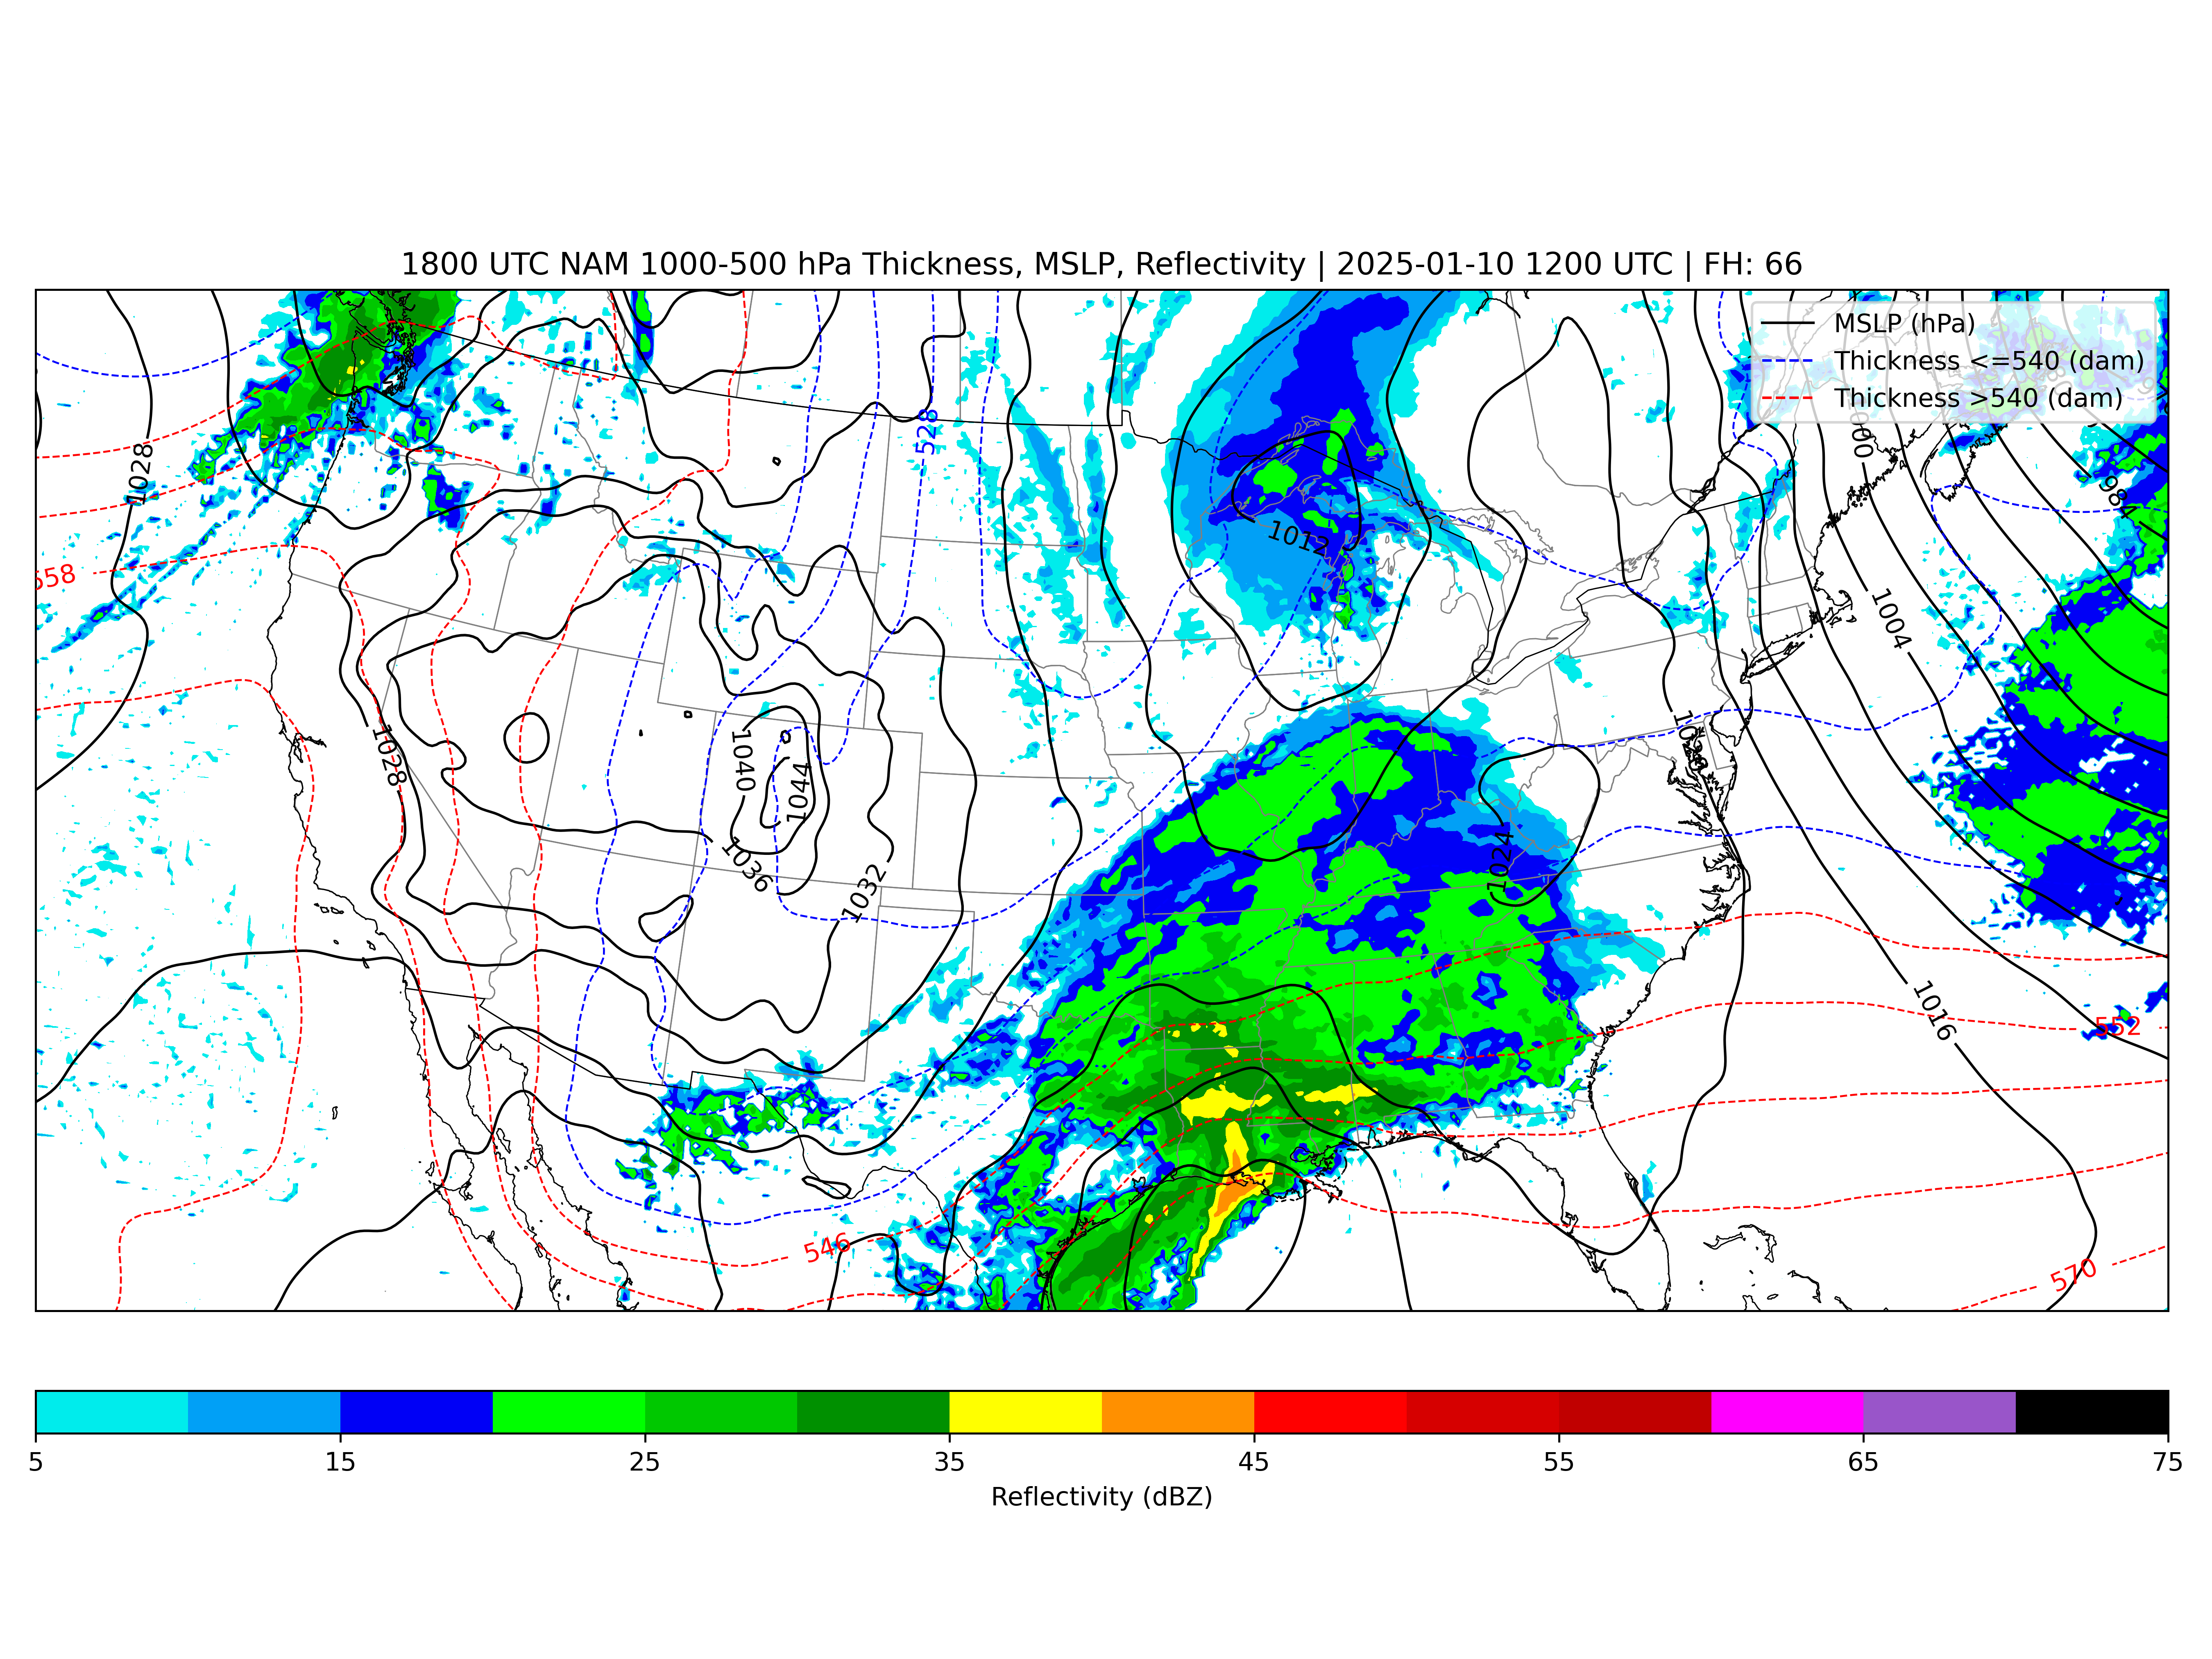 1800 UTC NAM 1000-500 hPa Thickness, MSLP, Reflectivity | 2025-01-10 1200 UTC | FH: 66
MSLP (hPa)
Thickness <=540 (dam)
Thickness >540 (dam)
1028
528
984
1012
558
1004
1028
1040
1044
1036
1032
1024
1016
552
546
570
5 15 25 35 45 55 65 75
Reflectivity (dBZ)